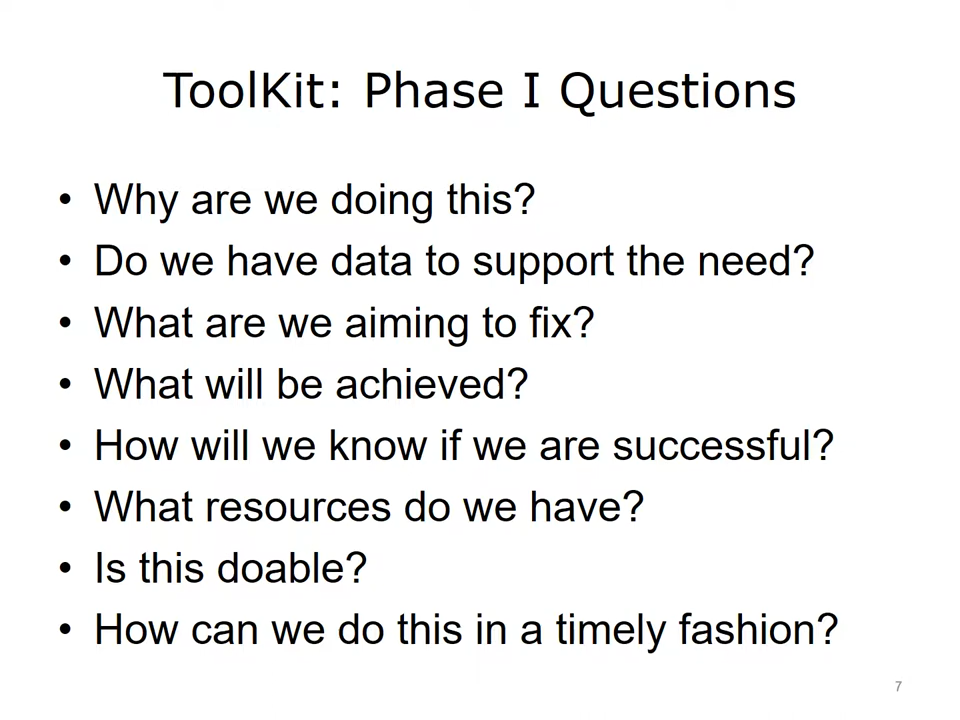 ToolKit: Phase I Questions
• Why are we doing this?
• Do we have data to support the need?
• What are we aiming to fix?
• What will be achieved?
• How will we know if we are successful?
• What resources do we have?
• Is this doable?
• How can we do this in a timely fashion?
7